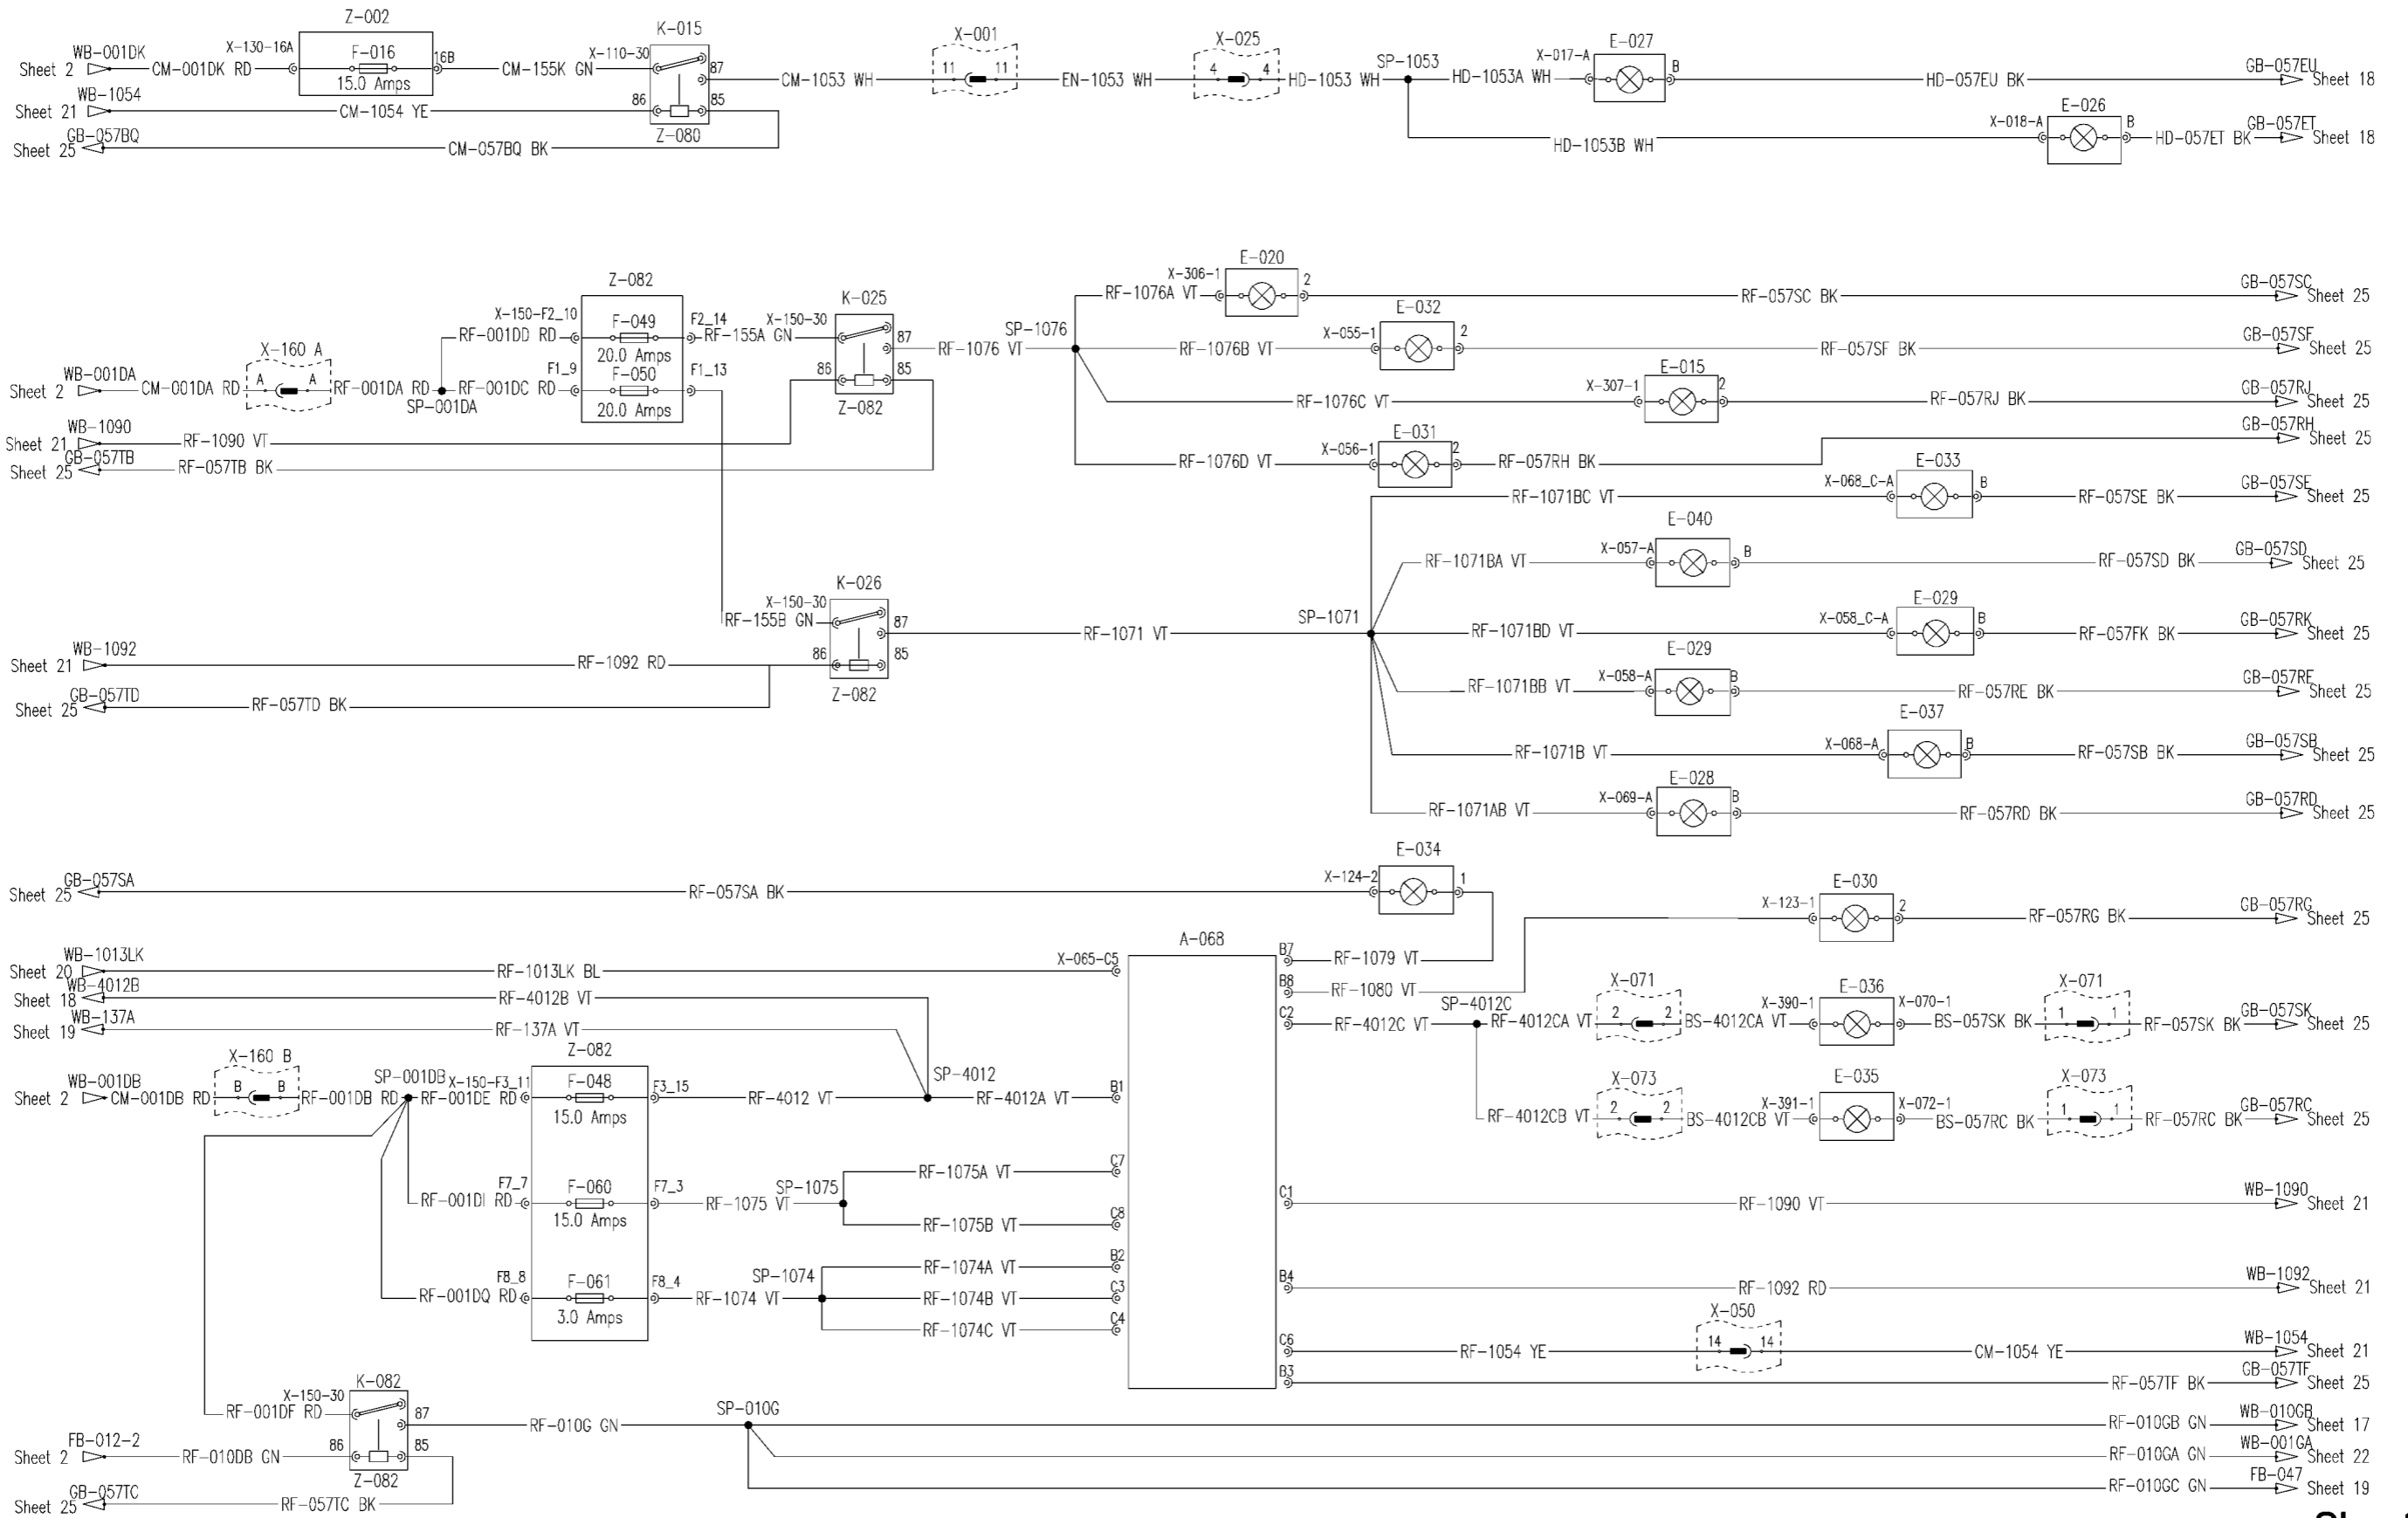 Z-002
K-015
X-001
X-025
E-027
WB-001DK
X-130-16A
F-016
16B
X-110-30
SP-1053
X-017-A
B
GB-057EU
Sheet 2
CM-001DK RD
CM-155K GN
87
CM-1053 WH
11
11
EN-1053 WH
4
4
HD-1053 WH
HD-1053A WH
HD-057EU BK
Sheet 18
15.0 Amps
WB-1054
Sheet 21
CM-1054 YE
86
85
Z-080
GB-057BQ
Sheet 25
CM-057BQ BK
E-026
X-018-A
B
GB-057ET
HD-1053B WH
HD-057ET BK
Sheet 18
E-020
X-306-1
2
RF-1076A VT
RF-057SC BK
GB-057SC
Sheet 25
Z-082
K-025
E-032
X-150-F2_10
F-049
F2_14
X-150-30
SP-1076
X-055-1
2
GB-057SF
RF-001DD RD
RF-155A GN
87
RF-1076 VT
RF-1076B VT
RF-057SF BK
Sheet 25
20.0 Amps
X-160 A
WB-001DA
F1_9
F-050
F1_13
86
85
E-015
X-307-1
2
GB-057RJ
Sheet 2
CM-001DA RD
A
A
RF-001DA RD
SP-001DA
RF-001DC RD
20.0 Amps
Z-082
RF-1076C VT
RF-057RJ BK
Sheet 25
WB-1090
Sheet 21
RF-1090 VT
GB-057TB
Sheet 25
RF-057TB BK
E-031
X-056-1
2
RF-1076D VT
RF-057RH BK
GB-057RH
Sheet 25
E-033
X-068_C-A
B
RF-1071BC VT
RF-057SE BK
GB-057SE
Sheet 25
E-040
X-057-A
B
RF-1071BA VT
RF-057SD BK
GB-057SD
Sheet 25
K-026
X-150-30
RF-155B GN
87
RF-1071 VT
SP-1071
E-029
X-058_C-A
B
RF-1071BD VT
RF-057FK BK
GB-057RK
Sheet 25
WB-1092
Sheet 21
RF-1092 RD
86
85
Z-082
E-029
X-058-A
B
RF-1071BB VT
RF-057RE BK
GB-057RE
Sheet 25
GB-057TD
Sheet 25
RF-057TD BK
E-037
X-068-A
B
RF-1071B VT
RF-057SB BK
GB-057SB
Sheet 25
E-028
X-069-A
B
RF-1071AB VT
RF-057RD BK
GB-057RD
Sheet 25
E-034
GB-057SA
Sheet 25
RF-057SA BK
X-124-2
1
E-030
X-123-1
2
RF-057RG BK
GB-057RG
Sheet 25
A-068
WB-1013LK
Sheet 20
RF-1013LK BL
X-065-C5
B7
RF-1079 VT
B8
RF-1080 VT
WB-4012B
Sheet 18
RF-4012B VT
WB-137A
Sheet 19
RF-137A VT
C2
RF-4012C VT
SP-4012C
RF-4012CA VT
X-071
2
2
BS-4012CA VT
X-390-1
E-036
X-070-1
BS-057SK BK
X-071
1
1
RF-057SK BK
GB-057SK
Sheet 25
Z-082
X-160 B
WB-001DB
Sheet 2
CM-001DB RD
B
B
RF-001DB RD
SP-001DB
X-150-F3_11
RF-001DE RD
F-048
15.0 Amps
F3_15
RF-4012 VT
SP-4012
RF-4012A VT
B1
X-073
RF-4012CB VT
2
2
BS-4012CB VT
X-391-1
E-035
X-072-1
BS-057RC BK
X-073
1
1
RF-057RC BK
GB-057RC
Sheet 25
RF-1075A VT
C7
F7_7
RF-001DI RD
F-060
15.0 Amps
F7_3
RF-1075 VT
SP-1075
RF-1075B VT
C8
C1
RF-1090 VT
WB-1090
Sheet 21
RF-1074A VT
B2
F8_8
RF-001DQ RD
F-061
3.0 Amps
F8_4
RF-1074 VT
SP-1074
RF-1074B VT
C3
RF-1074C VT
C4
B4
RF-1092 RD
WB-1092
Sheet 21
X-050
C6
RF-1054 YE
14
14
CM-1054 YE
WB-1054
Sheet 21
B3
RF-057TF BK
GB-057TF
Sheet 25
K-082
X-150-30
RF-001DF RD
87
RF-010G GN
SP-010G
RF-010GB GN
WB-010GB
Sheet 17
FB-012-2
Sheet 2
RF-010DB GN
86
85
Z-082
RF-010GA GN
WB-001GA
Sheet 22
GB-057TC
Sheet 25
RF-057TC BK
RF-010GC GN
FB-047
Sheet 19